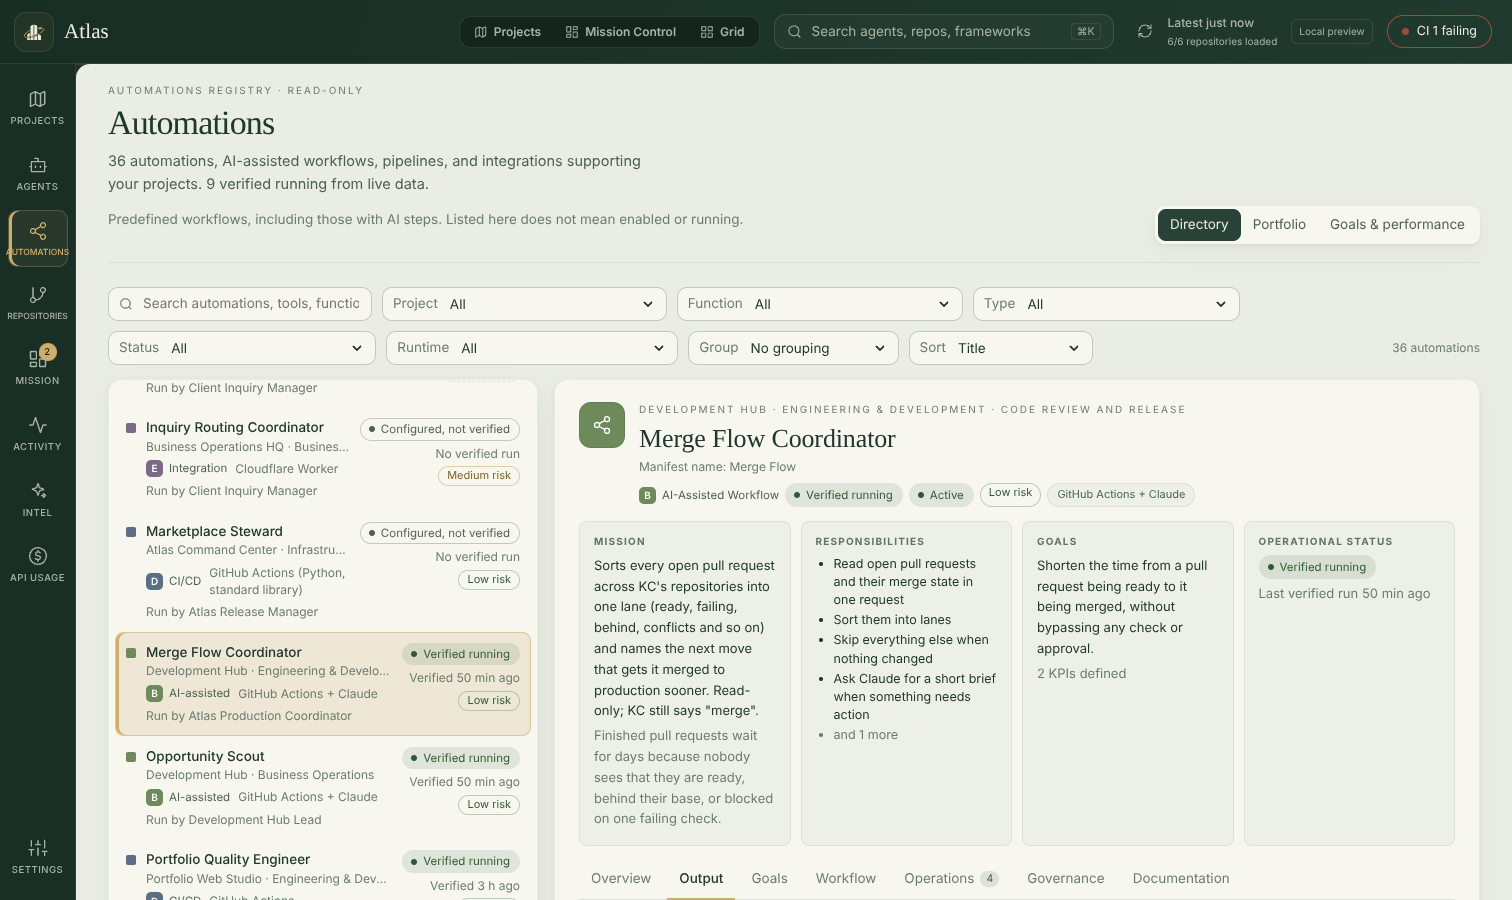 Atlas
Projects
Mission Control
Grid
Search agents, repos, frameworks
⌘K
Latest just now
6/6 repositories loaded
Local preview
CI 1 failing
PROJECTS
AGENTS
AUTOMATIONS
REPOSITORIES
2
MISSION
ACTIVITY
INTEL
API USAGE
SETTINGS
AUTOMATIONS REGISTRY · READ-ONLY
Automations
36 automations, AI-assisted workflows, pipelines, and integrations supporting
your projects. 9 verified running from live data.
Predefined workflows, including those with AI steps. Listed here does not mean enabled or running.
Directory
Portfolio
Goals & performance
Search automations, tools, functio
Project All
Function All
Type All
Status All
Runtime All
Group No grouping
Sort Title
36 automations
Run by Client Inquiry Manager
Inquiry Routing Coordinator
Configured, not verified
Business Operations HQ · Busines...
No verified run
E Integration Cloudflare Worker
Medium risk
Run by Client Inquiry Manager
Marketplace Steward
Configured, not verified
Atlas Command Center · Infrastru...
No verified run
D CI/CD GitHub Actions (Python,
standard library)
Low risk
Run by Atlas Release Manager
Merge Flow Coordinator
Verified running
Development Hub · Engineering & Develo...
Verified 50 min ago
B AI-assisted GitHub Actions + Claude
Low risk
Run by Atlas Production Coordinator
Opportunity Scout
Verified running
Development Hub · Business Operations
Verified 50 min ago
B AI-assisted GitHub Actions + Claude
Low risk
Run by Development Hub Lead
Portfolio Quality Engineer
Verified running
Portfolio Web Studio · Engineering & Dev...
Verified 3 h ago
D CI/CD GitHub Actions
DEVELOPMENT HUB · ENGINEERING & DEVELOPMENT · CODE REVIEW AND RELEASE
Merge Flow Coordinator
Manifest name: Merge Flow
B AI-Assisted Workflow
Verified running
Active
Low risk
GitHub Actions + Claude
MISSION
Sorts every open pull request
across KC's repositories into
one lane (ready, failing,
behind, conflicts and so on)
and names the next move
that gets it merged to
production sooner. Read-
only; KC still says "merge".
Finished pull requests wait
for days because nobody
sees that they are ready,
behind their base, or blocked
on one failing check.
RESPONSIBILITIES
• Read open pull requests
and their merge state in
one request
• Sort them into lanes
• Skip everything else when
nothing changed
• Ask Claude for a short brief
when something needs
action
• and 1 more
GOALS
Shorten the time from a pull
request being ready to it
being merged, without
bypassing any check or
approval.
2 KPIs defined
OPERATIONAL STATUS
Verified running
Last verified run 50 min ago
Overview
Output
Goals
Workflow
Operations 4
Governance
Documentation